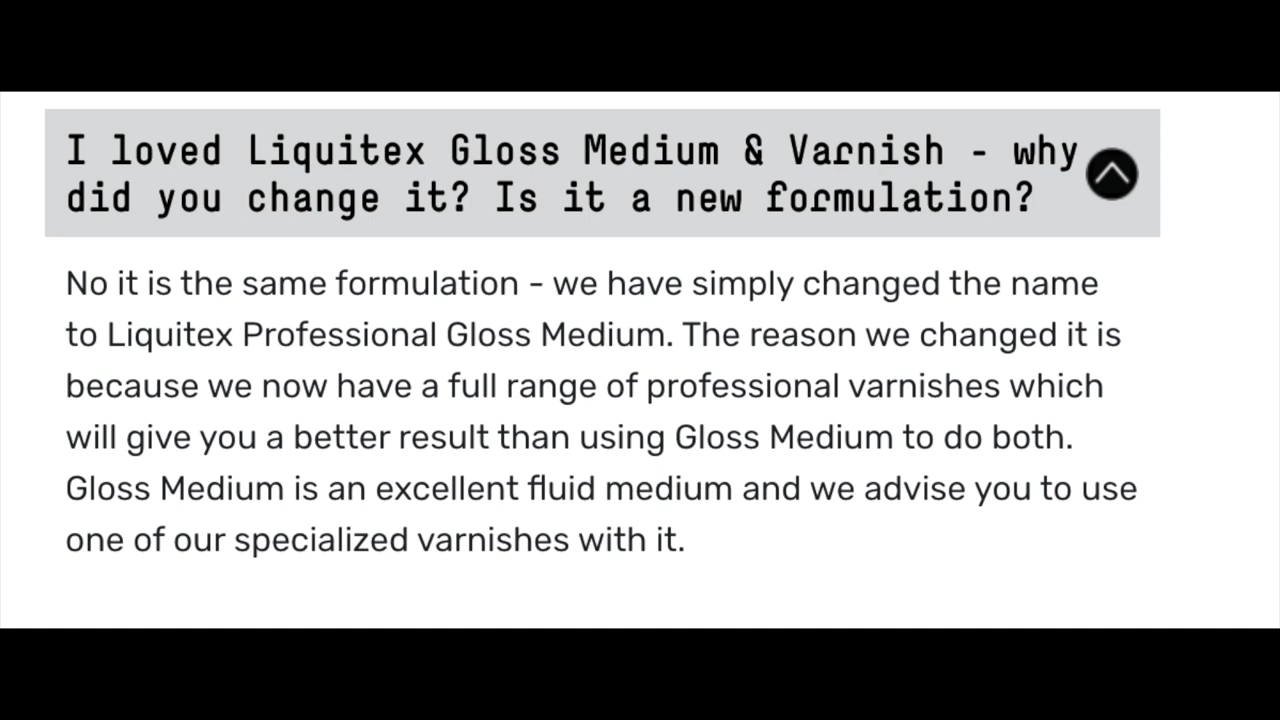 I loved Liquitex Gloss Medium & Varnish - why
did you change it? Is it a new formulation?
No it is the same formulation - we have simply changed the name
to Liquitex Professional Gloss Medium. The reason we changed it is
because we now have a full range of professional varnishes which
will give you a better result than using Gloss Medium to do both.
Gloss Medium is an excellent fluid medium and we advise you to use
one of our specialized varnishes with it.